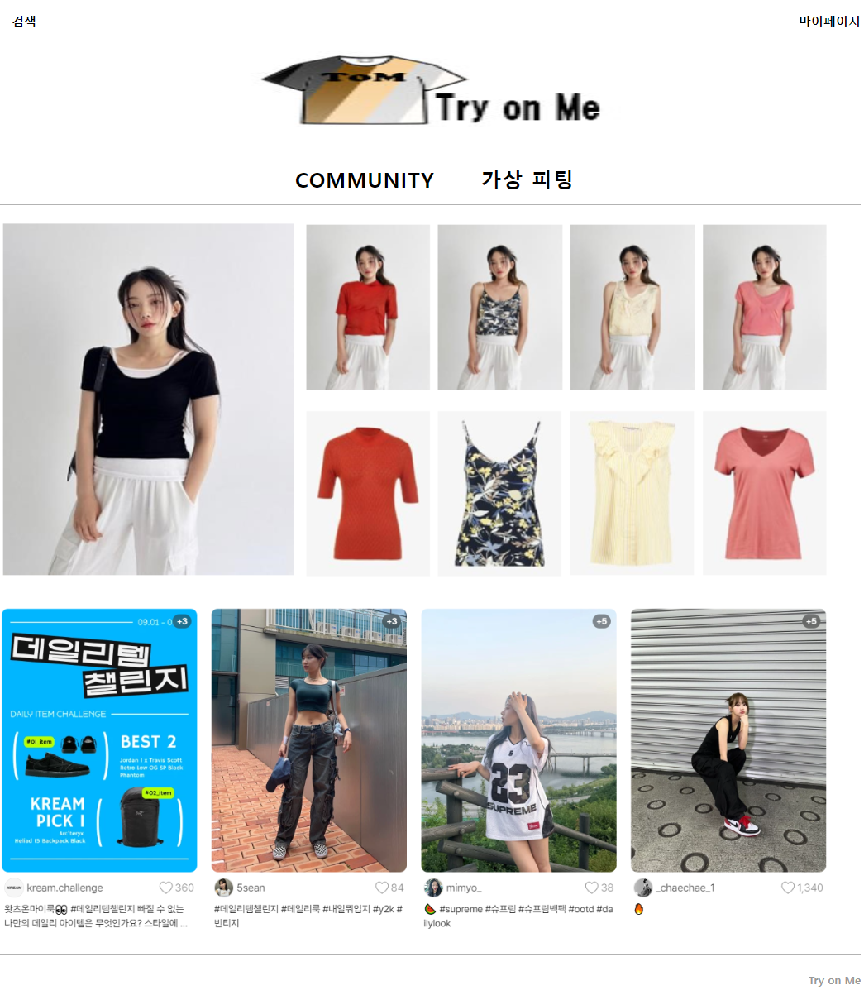 검색
마이페이지
ToM
Try on Me
COMMUNITY 가상 피팅
09.01 - 0
+3
데일리템
챌린지
DAILY ITEM CHALLENGE
#01_item
BEST 2
Jordan 1 x Travis Scott
Retro Low OG SP Black
Phantom
#02_item
KREAM
PICK 1
Arc'teryx
Heliad 15 Backpack Black
+3
+5
23
SUPREME
+5
KREAM
kream.challenge
360
왓츠온마이룩👀 #데일리템챌린지 빠질 수 없는
나만의 데일리 아이템은 무엇인가요? 스타일에 ...
5sean
84
#데일리템챌린지 #데일리룩 #내일뭐입지 #y2k #
빈티지
mimyo_
38
🍉 #supreme #슈프림 #슈프림백팩 #ootd #da
ilylook
_chaechae_1
1,340
🔥
Try on Me